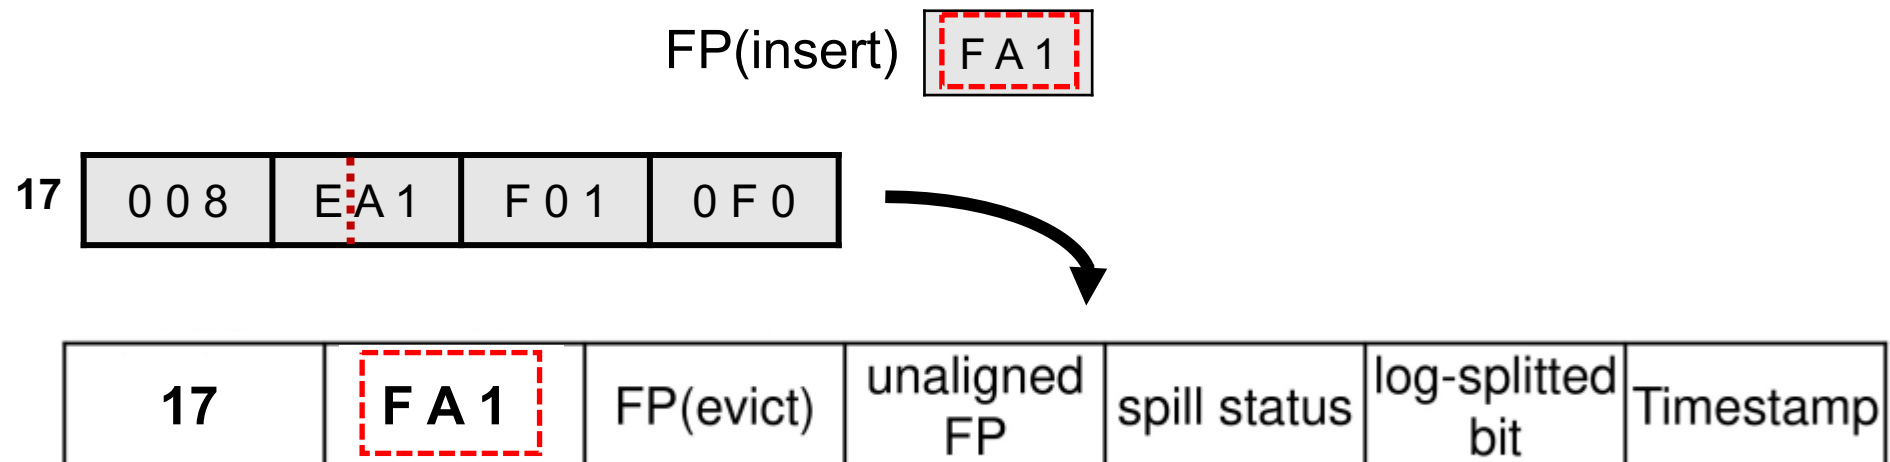 FP(insert) F A 1
17 0 0 8 E A 1 F 0 1 0 F 0
17 F A 1 FP(evict) unaligned FP spill status log-splitted bit Timestamp